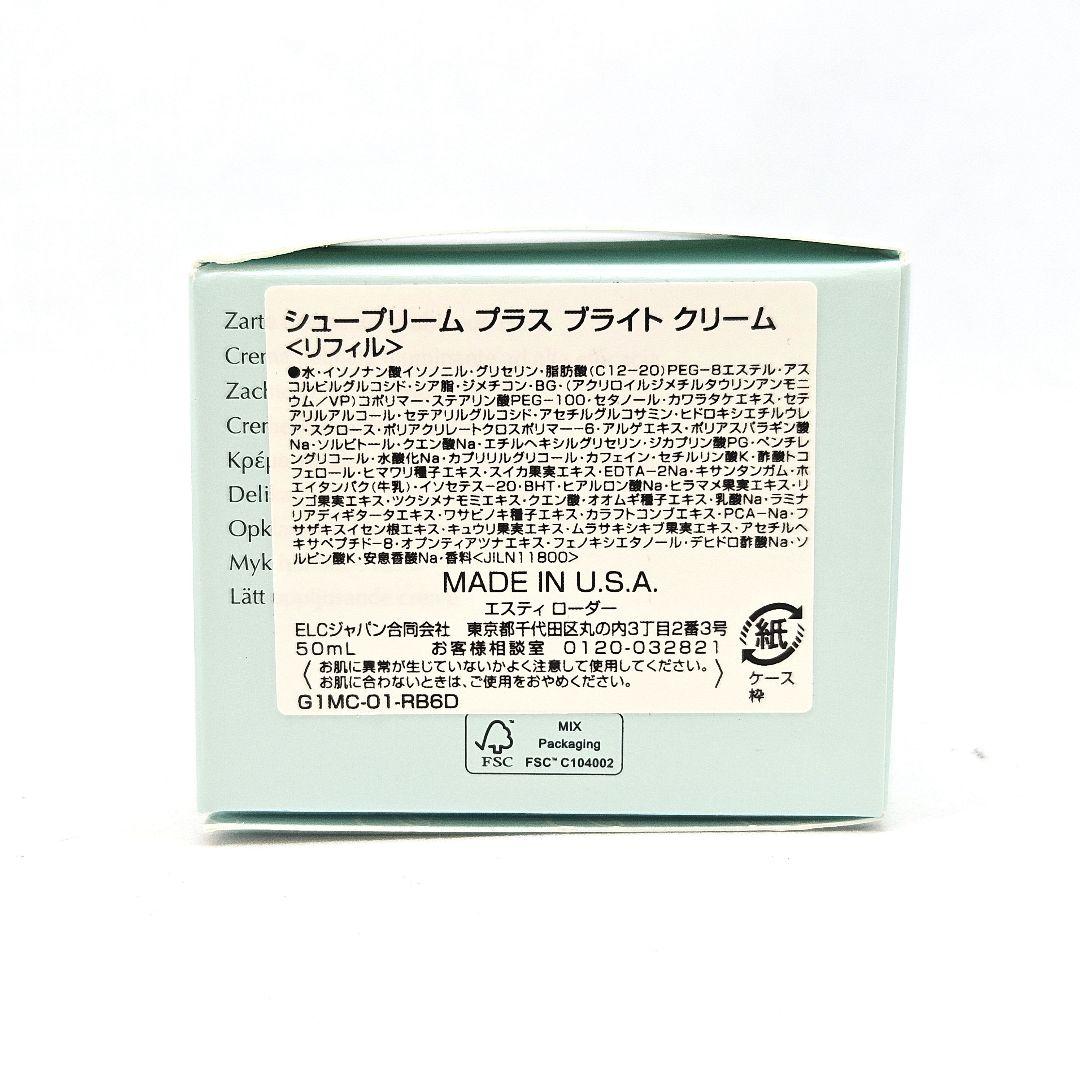 Zart
Crem
Zach
Crem
Κρέμ
Deli
Opk
Myk
Lätt
シュープリーム プラス ブライト クリーム
<リフィル>
●水・イソノナン酸イソノニル・グリセリン・脂肪酸(C12-20)PEG-8エステル・アス
コルビルグルコシド・シア脂・ジメチコン・BG・(アクリロイルジメチルタウリンアンモニ
ウム/VP)コポリマー・ステアリン酸PEG-100・セタノール・カワラタケエキス・セテ
アリルアルコール・セテアリルグルコシド・アセチルグルコサミン・ヒドロキシエチルウレ
ア・スクロース・ポリアクリレートクロスポリマー-6・アルゲエキス・ポリアスパラギン酸
Na・ソルビトール・クエン酸Na・エチルヘキシルグリセリン・ジカプリン酸PG・ペンチレ
ングリコール・水酸化Na・カプリリルグリコール・カフェイン・セチルリン酸K・酢酸トコ
フェロール・ヒマワリ種子エキス・スイカ果実エキス・EDTA-2Na・キサンタンガム・ホ
エイタンパク(牛乳)・イソセテス-20・BHT・ヒアルロン酸Na・ヒラマメ果実エキス・リ
ンゴ果実エキス・ツクシメナモミエキス・クエン酸・オオムギ種子エキス・乳酸Na・ラミナ
リアディギタータエキス・ワサビノキ種子エキス・カラフトコンブエキス・PCA-Na・フ
サザキスイセン根エキス・キュウリ果実エキス・ムラサキシキブ果実エキス・アセチルヘ
キサペプチド-8・オプンティアツナエキス・フェノキシエタノール・デヒドロ酢酸Na・ソ
ルビン酸K・安息香酸Na・香料<JILN11800>
MADE IN U.S.A.
エスティ ローダー
ELCジャパン合同会社 東京都千代田区丸の内3丁目2番3号
50mL お客様相談室 0120-032821
〈お肌に異常が生じていないかよく注意して使用してください。
お肌に合わないときは、ご使用をおやめください。〉
G1MC-01-RB6D
紙
ケース
枠
FSC™
MIX
Packaging
FSC™ C104002